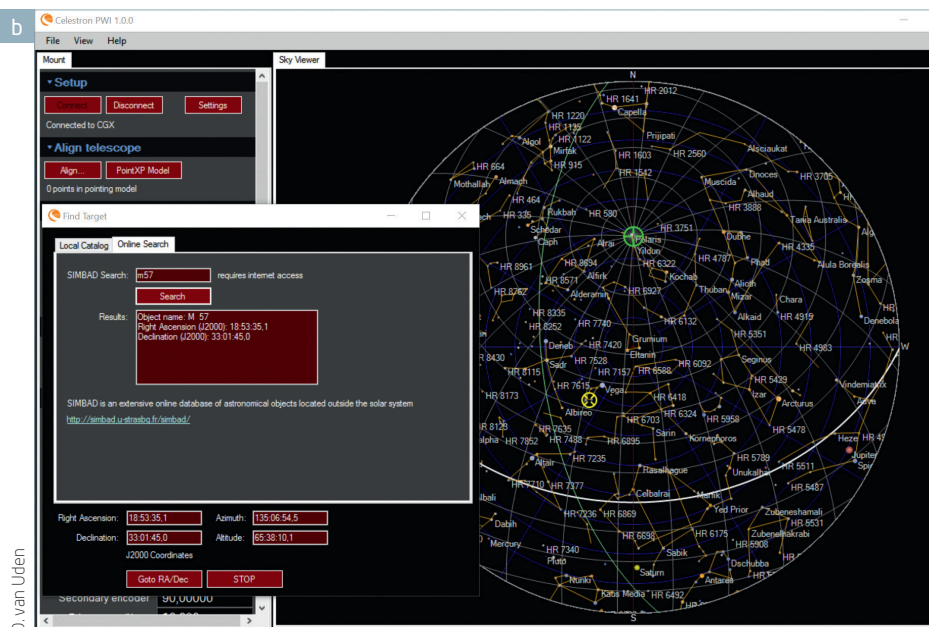 b
Celestron PWI 1.0.0
File View Help
Mount
Setup
Connect Disconnect Settings
Connected to CGX
Align telescope
Align... PointXP Model
0 points in pointing model
Find Target
Local Catalog Online Search
SIMBAD Search: m57 requires internet access
Search
Results: Object name: M 57
Right Ascension (J2000): 18:53:35,1
Declination (J2000): 33:01:45,0
SIMBAD is an extensive online database of astronomical objects located outside the solar system
http://simbad.u-strasbg.fr/simbad/
Right Ascension: 18:53:35,1 Azimuth: 135:06:54,5
Declination: 33:01:45,0 Altitude: 65:38:10,1
J2000 Coordinates
Goto RA/Dec STOP
Secondary encoder 90,00000
Sky Viewer
N
HR 1641 HR 2012
Capella
HR 1220
HR 1135
HR 1122 Prijipati
Algol Mirfak
HR 1603 HR 2560 Alsciaukat
HR 664 HR 915 HR 1542
Mothallah Almach Muscida Dnoces HR 3705
HR 464 Alhaud
HR 335 Rukbah HR 580 HR 3888
Schedar HR 3751 Tania Australis
Caph Alrai Polaris Dubhe
Yildun HR 4335
HR 8961 HR 8694 HR 6322 HR 4787 Phad Alula Borealis
HR 8571 Alfirk Kochab Alioth Zosma
HR 8762 Alderamin HR 6927 Thuban Mizar
Chara
HR 8335 HR 7740 HR 6132 Alkaid HR 4915
HR 8252 Denebola
Grumium HR 5351
Deneb HR 7420 HR 4983 W
Eltanin
8430 Sadr HR 7528 HR 6092 Seginus
HR 8115 HR 7157 HR 6588
HR 7615 HR 5429 Vindemiatrix
HR 8173 Vega HR 6418 Izar Arcturus
Albireo HR 6324
HR 8123 HR 7635 HR 6703 HR 5958
Sarin HR 5478
HR 7852 HR 7488 HR 6895 Kornephoros Heze
Altair HR 7235 HR 5789 Jupiter
Rasalhague Unukalhai HR 5511
HR 7710 HR 7377 HR 5487
Celbalrai Marfik
HR 7236 HR 6869 Yed Prior Zubeneshamali
Dabih HR 5531
HR 6698 HR 6175 Zubenelhakrabi
Mercury HR 5908
HR 7340 Sabik
Pluto Dschubba
Saturn
Nunki Antares
Kaus Media HR 6492
S
D. van Uden